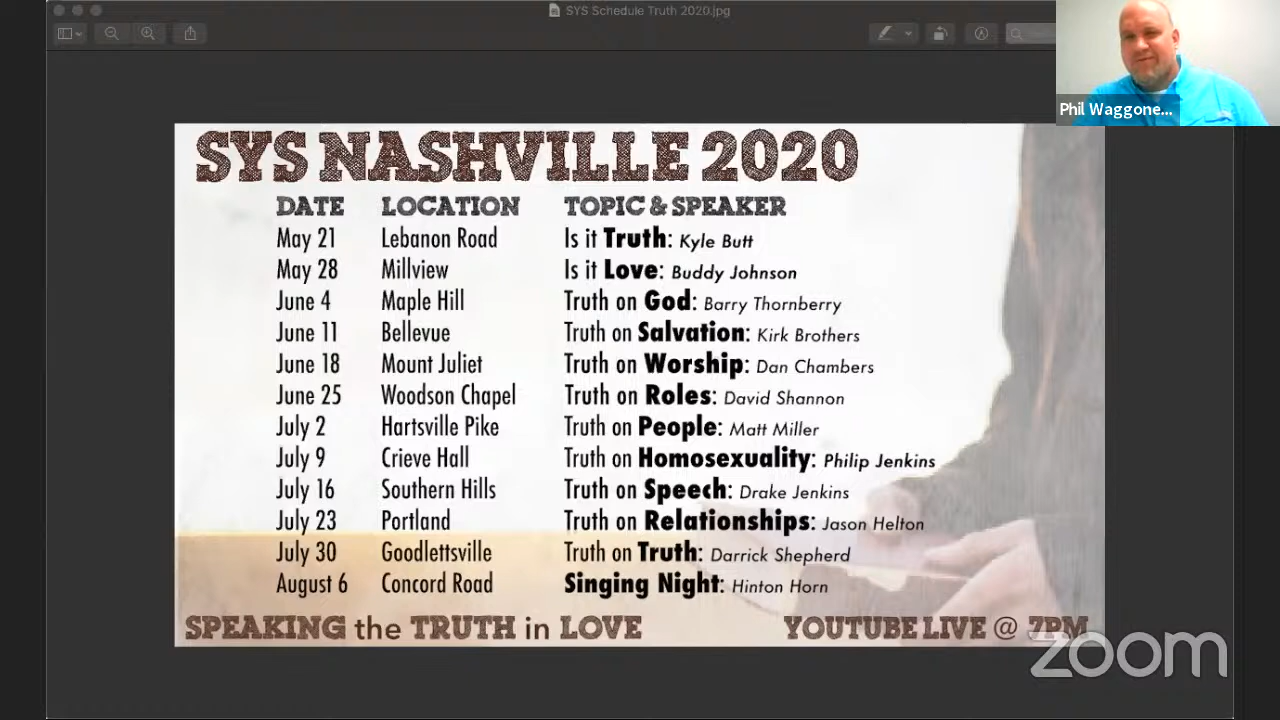 SYS Schedule Truth 2020.jpg
Phil Waggone...
SYS NASHVILLE 2020
DATE LOCATION TOPIC & SPEAKER
May 21 Lebanon Road Is it Truth: Kyle Butt
May 28 Millview Is it Love: Buddy Johnson
June 4 Maple Hill Truth on God: Barry Thornberry
June 11 Bellevue Truth on Salvation: Kirk Brothers
June 18 Mount Juliet Truth on Worship: Dan Chambers
June 25 Woodson Chapel Truth on Roles: David Shannon
July 2 Hartsville Pike Truth on People: Matt Miller
July 9 Crieve Hall Truth on Homosexuality: Philip Jenkins
July 16 Southern Hills Truth on Speech: Drake Jenkins
July 23 Portland Truth on Relationships: Jason Helton
July 30 Goodlettsville Truth on Truth: Darrick Shepherd
August 6 Concord Road Singing Night: Hinton Horn
SPEAKING the TRUTH in LOVE YOUTUBE LIVE @ 7PM
zoom